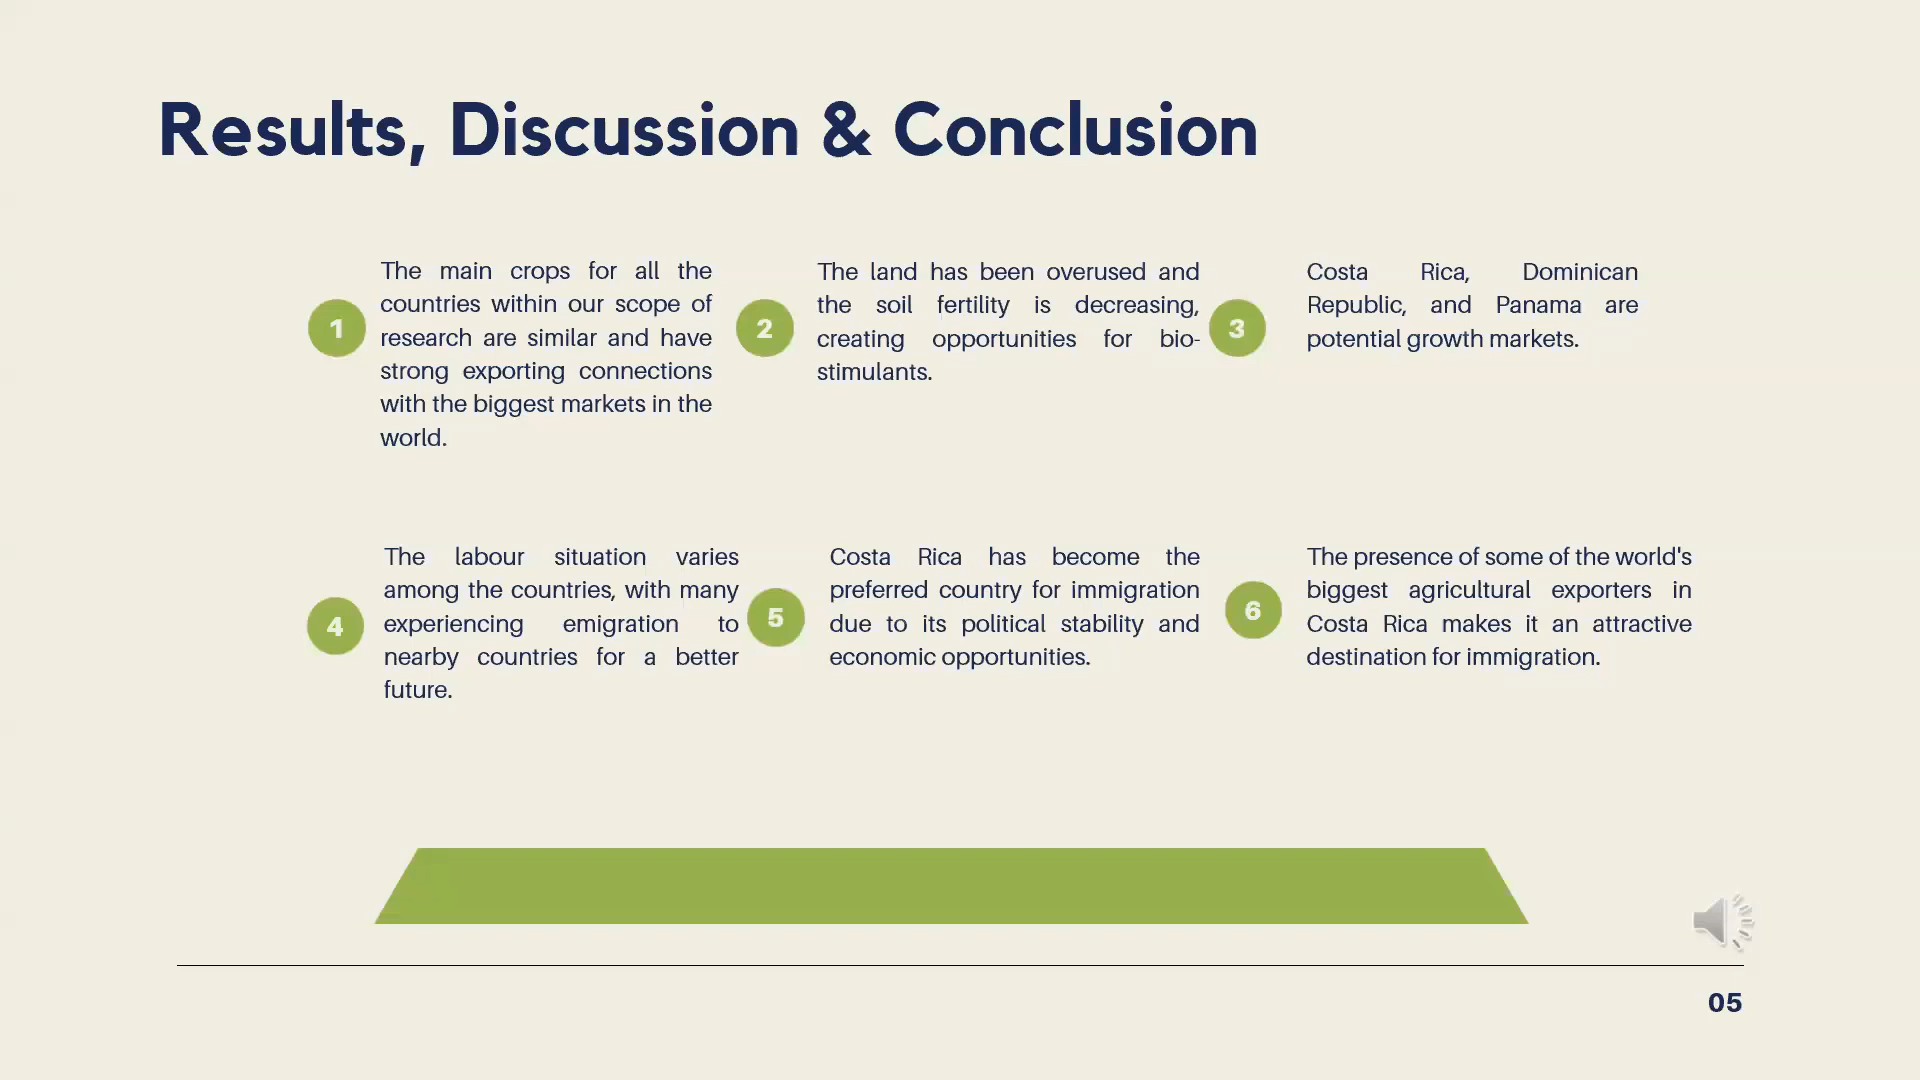 Results, Discussion & Conclusion
1
The main crops for all the
countries within our scope of
research are similar and have
strong exporting connections
with the biggest markets in the
world.
2
The land has been overused and
the soil fertility is decreasing,
creating opportunities for bio-
stimulants.
3
Costa Rica, Dominican
Republic, and Panama are
potential growth markets.
4
The labour situation varies
among the countries, with many
experiencing emigration to
nearby countries for a better
future.
5
Costa Rica has become the
preferred country for immigration
due to its political stability and
economic opportunities.
6
The presence of some of the world's
biggest agricultural exporters in
Costa Rica makes it an attractive
destination for immigration.
05